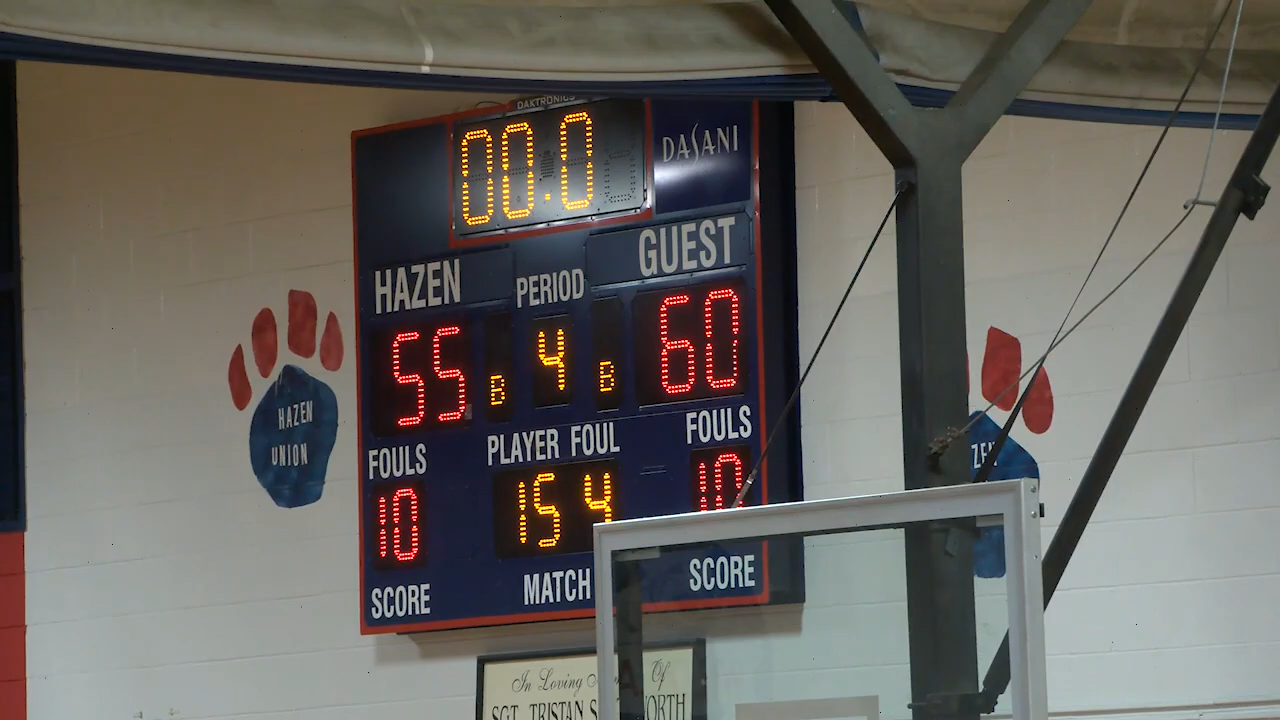 DAKTRONICS
00.0
DASANI
HAZEN
PERIOD
GUEST
55
B
4
B
60
FOULS
PLAYER FOUL
FOULS
10
15 4
10
SCORE
MATCH
SCORE
HAZEN
UNION
In Loving Of
SGT. TRISTAN